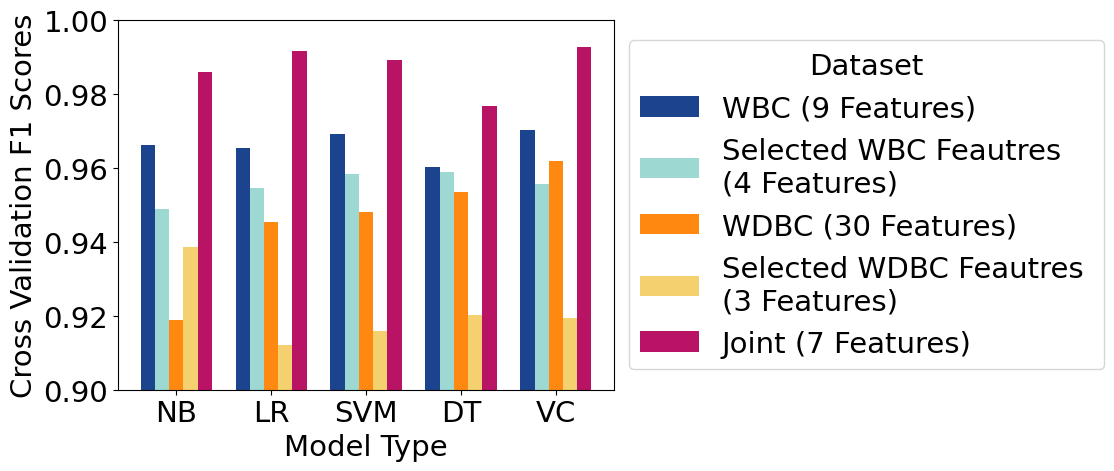 Cross Validation F1 Scores
1.00
0.98
0.96
0.94
0.92
0.90
NB LR SVM DT VC
Model Type
Dataset
WBC (9 Features)
Selected WBC Feautres
(4 Features)
WDBC (30 Features)
Selected WDBC Feautres
(3 Features)
Joint (7 Features)